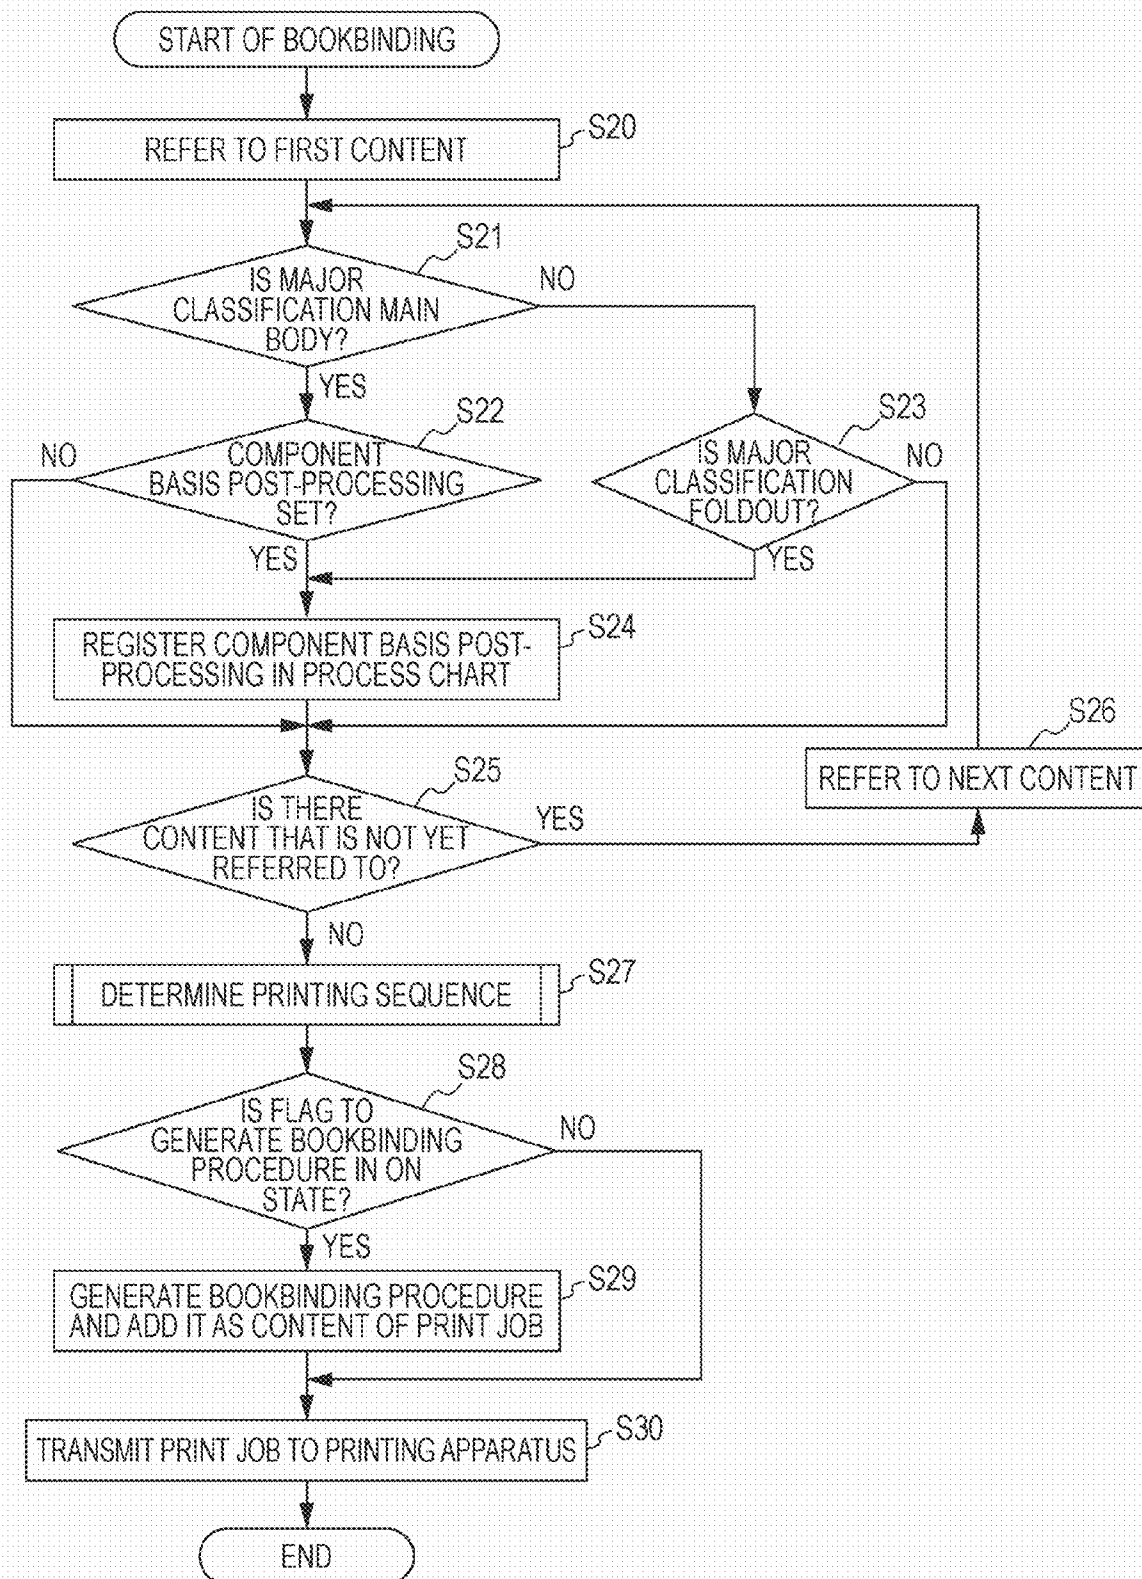 START OF BOOKBINDING
S20
REFER TO FIRST CONTENT
S21
IS MAJOR
CLASSIFICATION MAIN
BODY?
NO
YES
S22
COMPONENT
BASIS POST-PROCESSING
SET?
NO
YES
S23
IS MAJOR
CLASSIFICATION
FOLDOUT?
NO
YES
S24
REGISTER COMPONENT BASIS POST-
PROCESSING IN PROCESS CHART
S26
REFER TO NEXT CONTENT
S25
IS THERE
CONTENT THAT IS NOT YET
REFERRED TO?
YES
NO
S27
DETERMINE PRINTING SEQUENCE
S28
IS FLAG TO
GENERATE BOOKBINDING
PROCEDURE IN ON
STATE?
NO
YES
S29
GENERATE BOOKBINDING PROCEDURE
AND ADD IT AS CONTENT OF PRINT JOB
S30
TRANSMIT PRINT JOB TO PRINTING APPARATUS
END